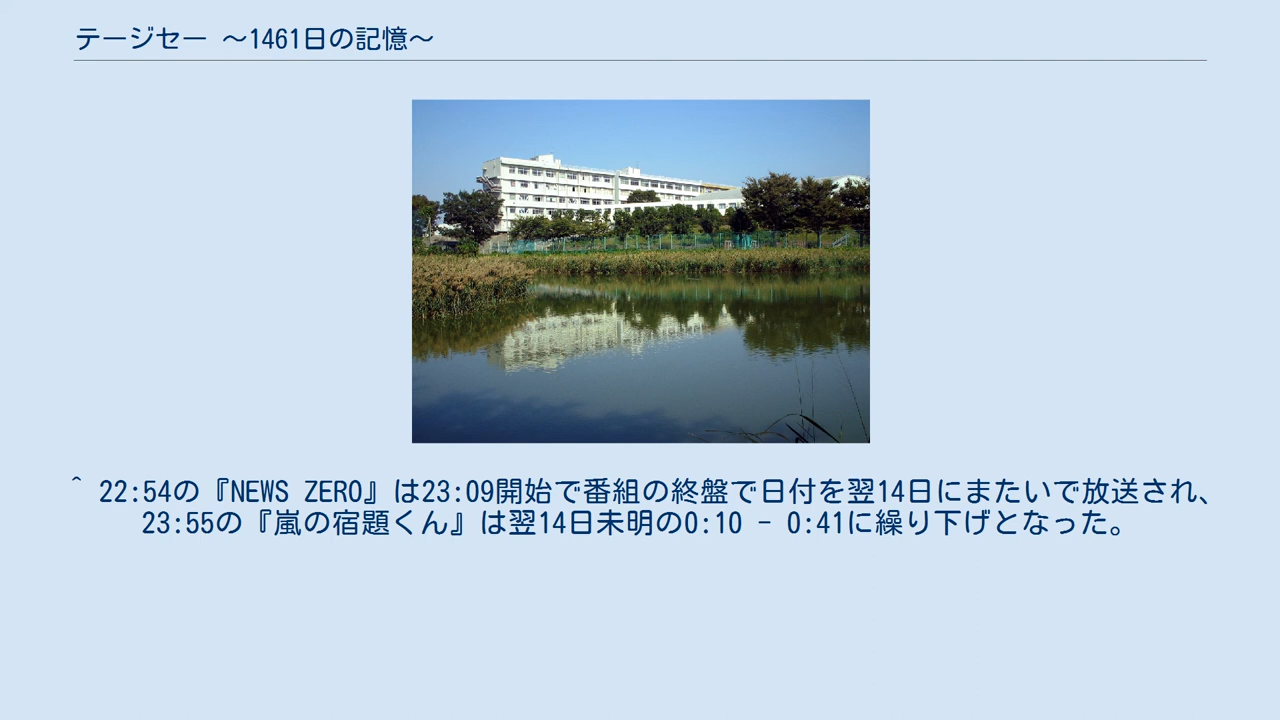 テージセー ～1461日の記憶～
^ 22:54の『NEWS ZERO』は23:09開始で番組の終盤で日付を翌14日にまたいで放送され、
23:55の『嵐の宿題くん』は翌14日未明の0:10 - 0:41に繰り下げとなった。